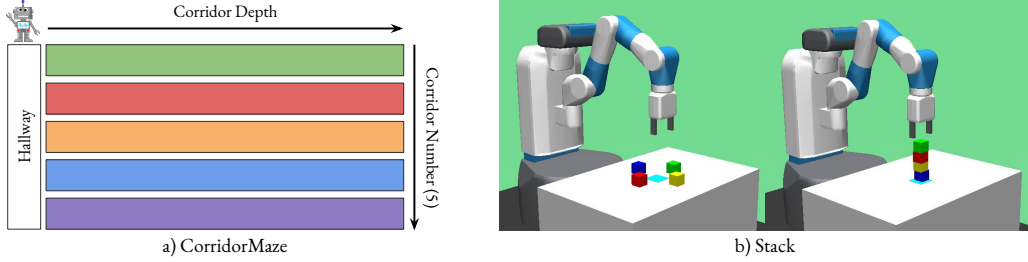 Corridor Depth
Hallway
Corridor Number (5)
a) CorridorMaze
b) Stack